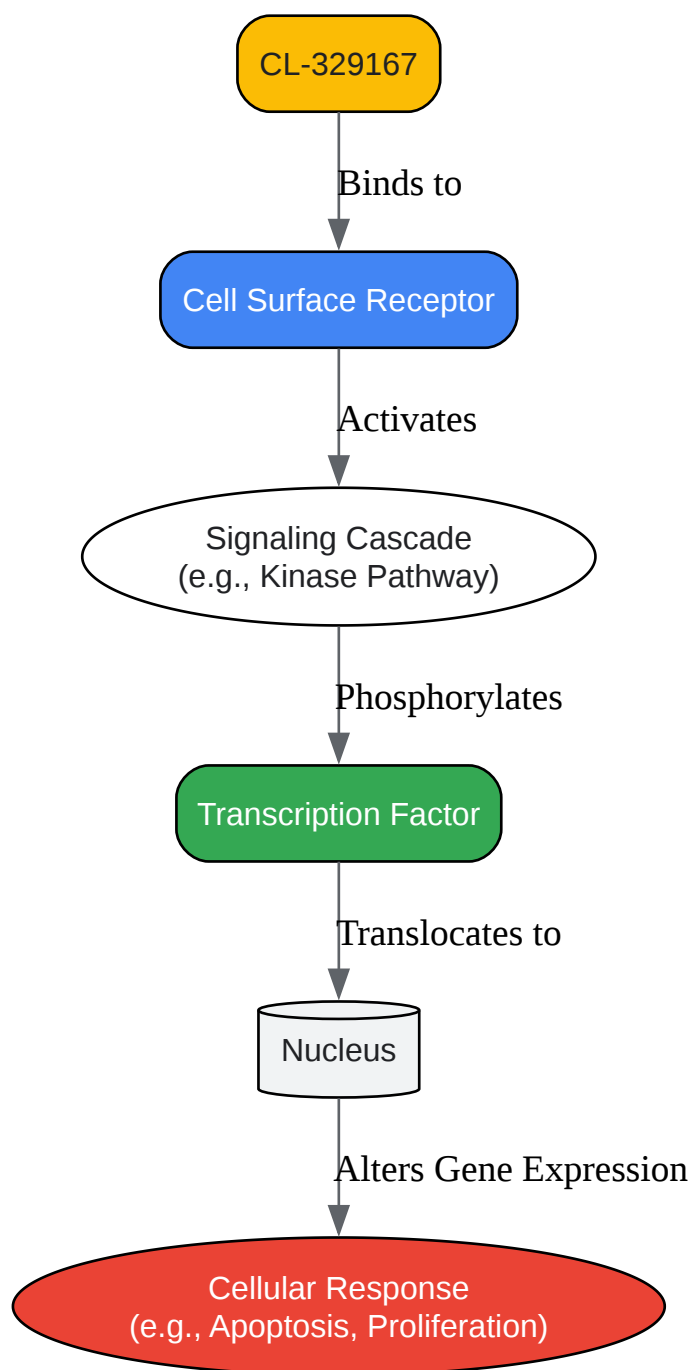 CL-329167
Binds to
Cell Surface Receptor
Activates
Signaling Cascade
(e.g., Kinase Pathway)
Phosphorylates
Transcription Factor
Translocates to
Nucleus
Alters Gene Expression
Cellular Response
(e.g., Apoptosis, Proliferation)